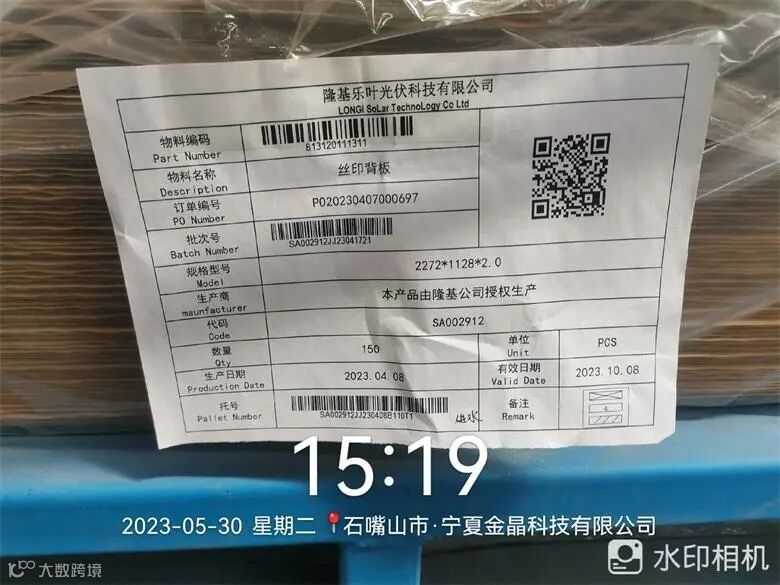 隆基乐叶光伏科技有限公司
LONGi SoLar TechnoLogy Co Ltd
物料编码
Part Number
813120111311
物料名称
Description
丝印背板
订单编号
PO Number
PO20230407000697
批次号
Batch Number
SA002912JJ23041721
规格型号
Model
2272*1128*2.0
生产商
maunfacturer
本产品由隆基公司授权生产
代码
Code
SA002912
数量
Qty
150
单位
Unit
PCS
生产日期
Production Date
2023.04.08
有效日期
Valid Date
2023.10.08
托号
Pallet Number
SA002912JJ230408B110T1
进水
备注
Remark
4
15:19
2023-05-30 星期二 石嘴山市·宁夏金晶科技有限公司
大数跨境
水印相机